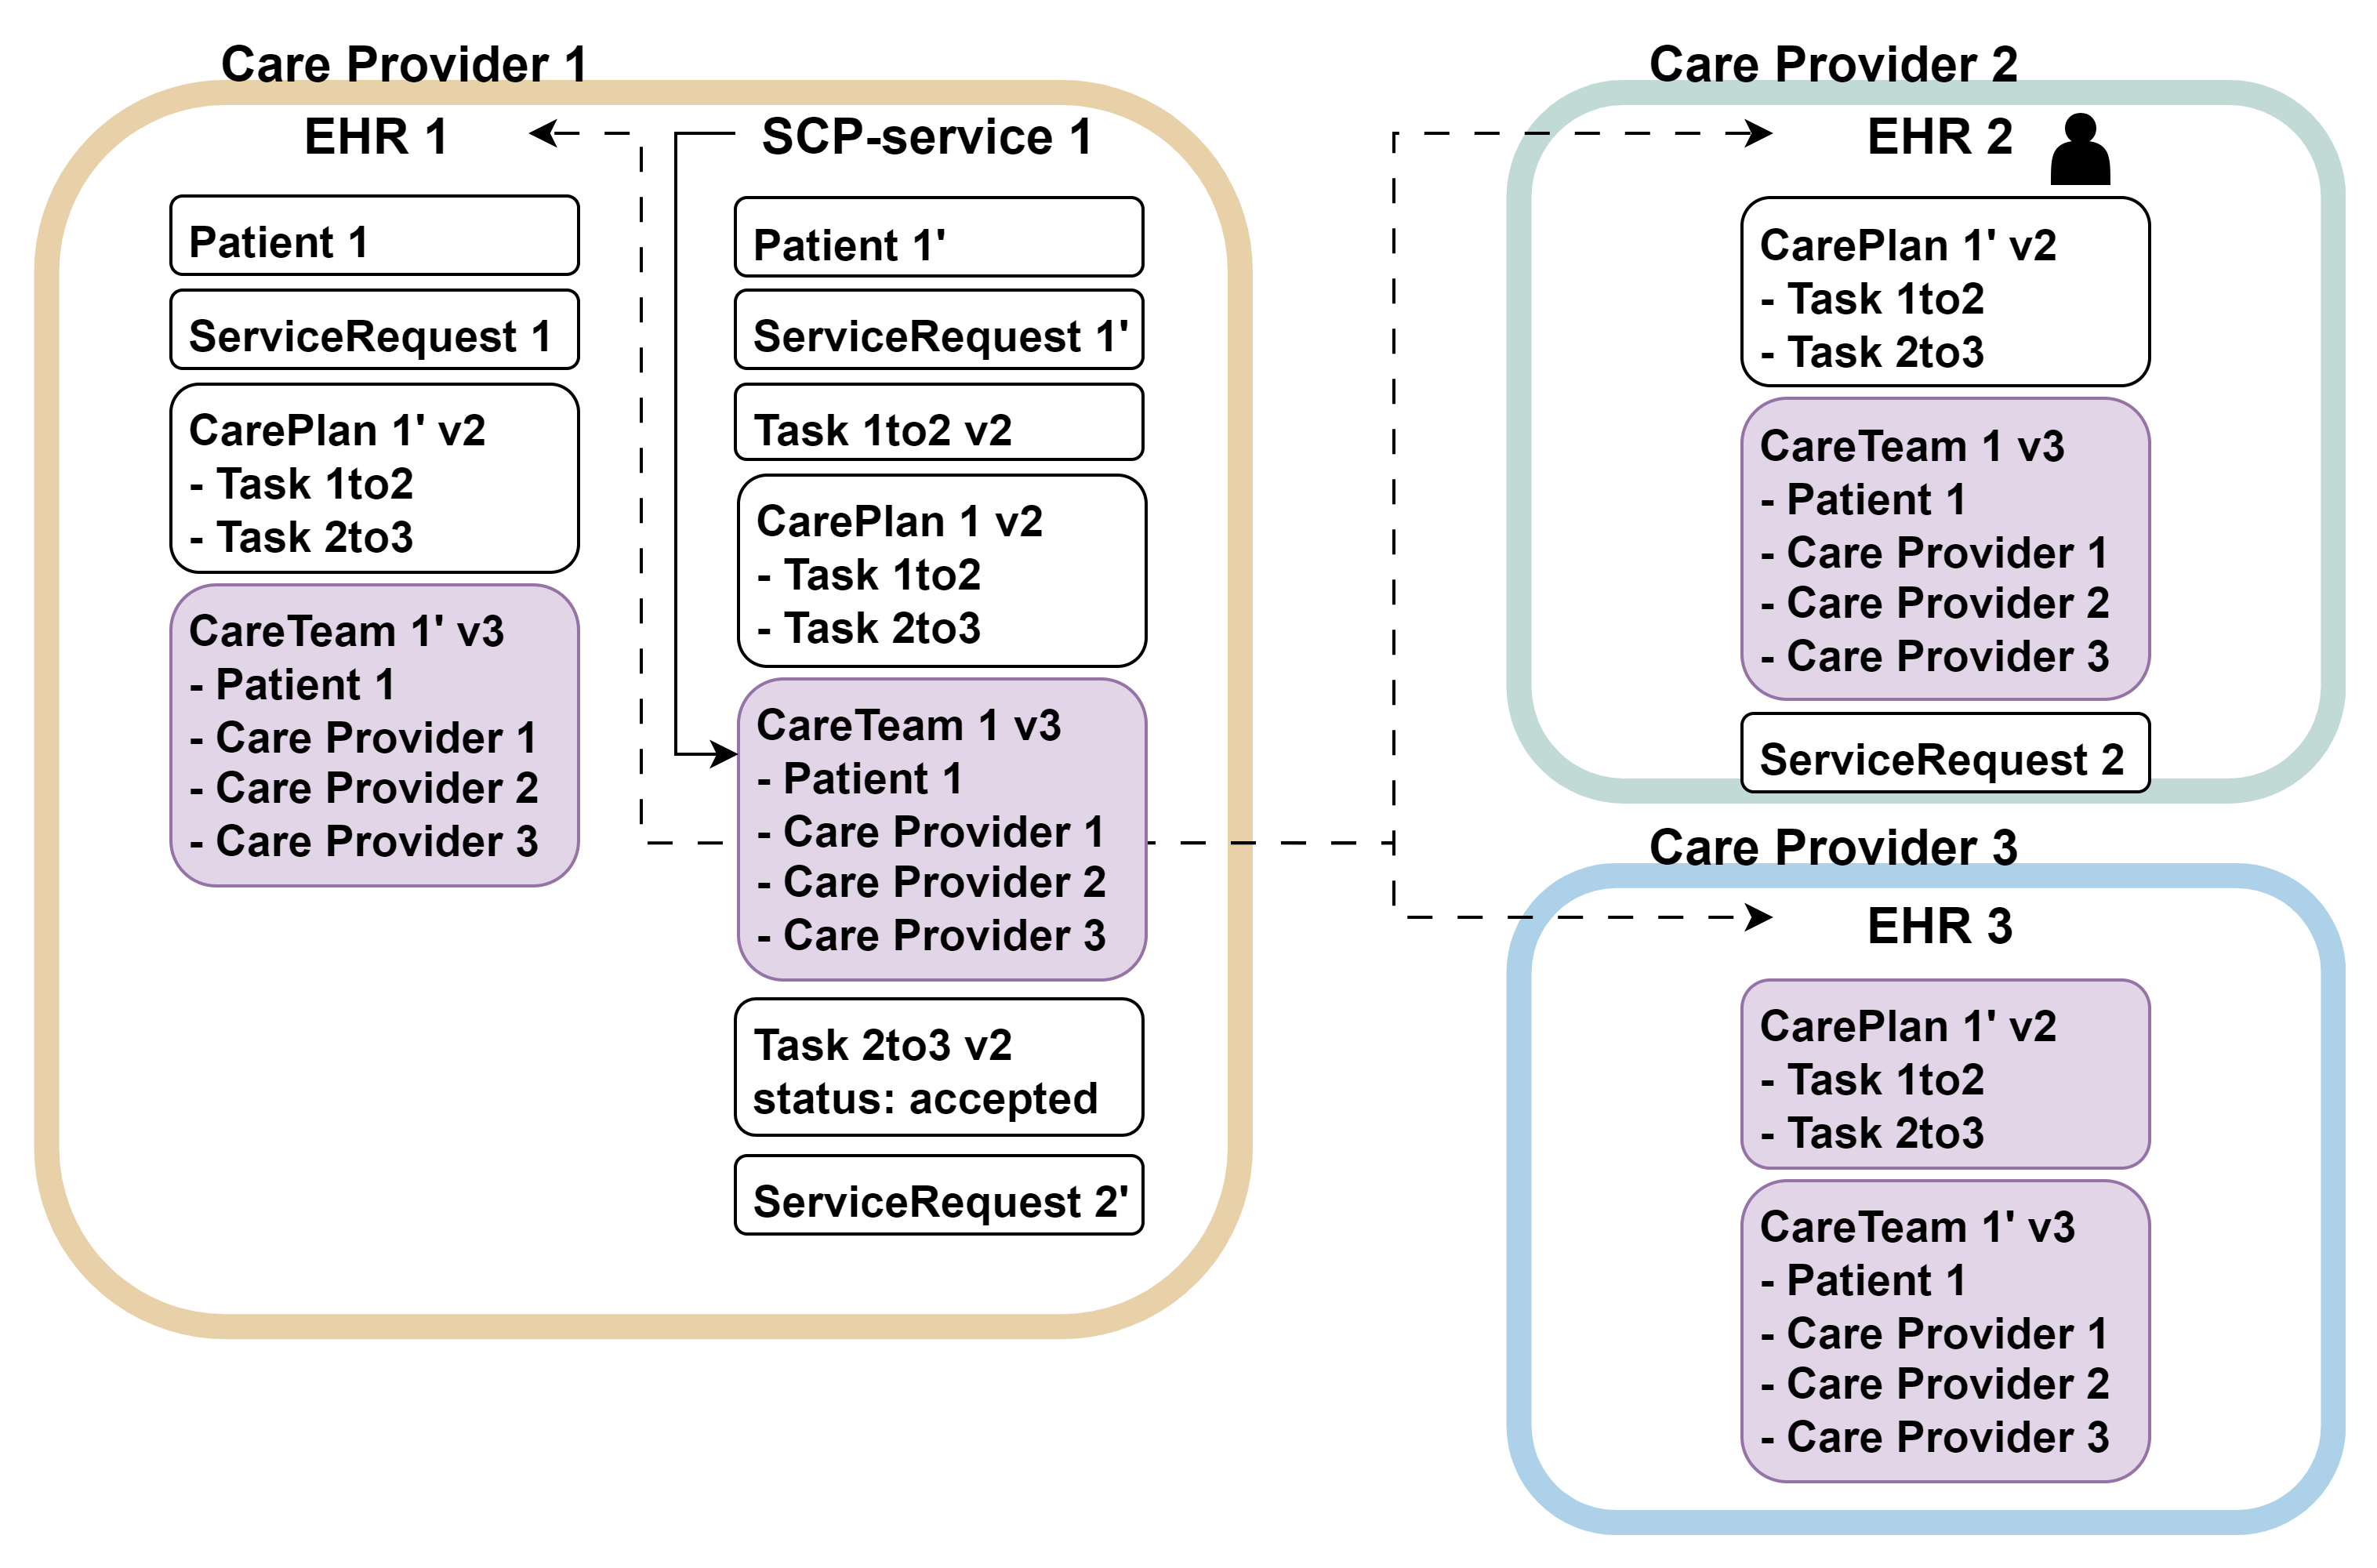 Care Provider 1
EHR 1
Patient 1
ServiceRequest 1
CarePlan 1' v2
- Task 1to2
- Task 2to3
CareTeam 1' v3
- Patient 1
- Care Provider 1
- Care Provider 2
- Care Provider 3
SCP-service 1
Patient 1'
ServiceRequest 1'
Task 1to2 v2
CarePlan 1 v2
- Task 1to2
- Task 2to3
CareTeam 1 v3
- Patient 1
- Care Provider 1
- Care Provider 2
- Care Provider 3
Task 2to3 v2
status: accepted
ServiceRequest 2'
Care Provider 2
EHR 2
CarePlan 1' v2
- Task 1to2
- Task 2to3
CareTeam 1 v3
- Patient 1
- Care Provider 1
- Care Provider 2
- Care Provider 3
ServiceRequest 2
Care Provider 3
EHR 3
CarePlan 1' v2
- Task 1to2
- Task 2to3
CareTeam 1' v3
- Patient 1
- Care Provider 1
- Care Provider 2
- Care Provider 3